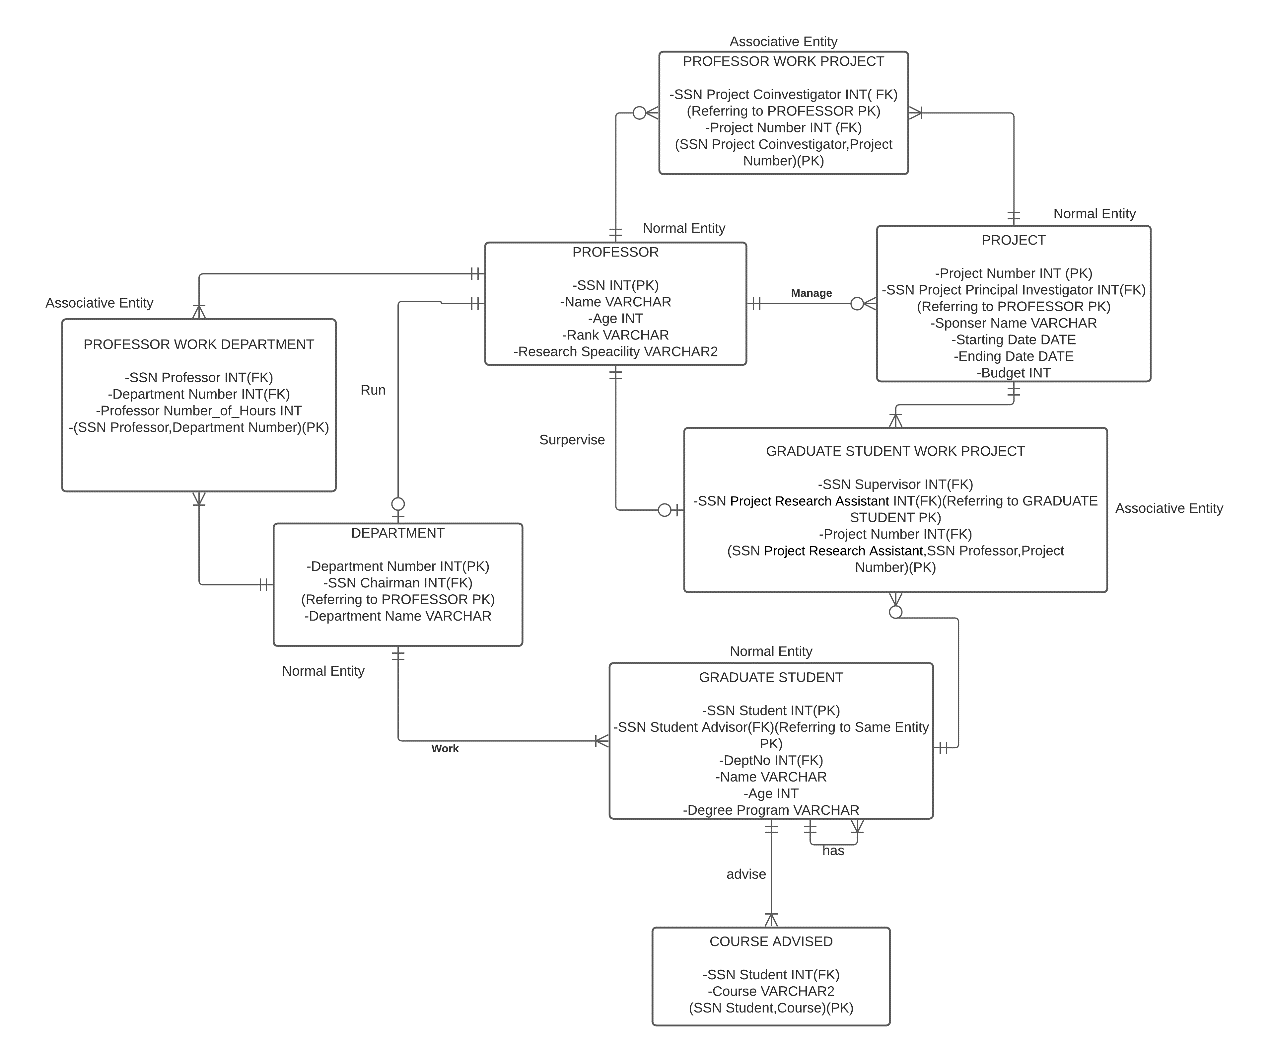 Associative Entity
PROFESSOR WORK PROJECT
-SSN Project Coinvestigator INT( FK)
(Referring to PROFESSOR PK)
-Project Number INT (FK)
(SSN Project Coinvestigator,Project
Number)(PK)
Normal Entity
PROJECT
-Project Number INT (PK)
-SSN Project Principal Investigator INT(FK)
(Referring to PROFESSOR PK)
-Sponser Name VARCHAR
-Starting Date DATE
-Ending Date DATE
-Budget INT
Normal Entity
PROFESSOR
-SSN INT(PK)
-Name VARCHAR
-Age INT
-Rank VARCHAR
-Research Speacility VARCHAR2
Manage
Associative Entity
PROFESSOR WORK DEPARTMENT
-SSN Professor INT(FK)
-Department Number INT(FK)
-Professor Number_of_Hours INT
-(SSN Professor,Department Number)(PK)
Run
Surpervise
GRADUATE STUDENT WORK PROJECT
-SSN Supervisor INT(FK)
-SSN Project Research Assistant INT(FK)(Referring to GRADUATE
STUDENT PK)
-Project Number INT(FK)
(SSN Project Research Assistant,SSN Professor,Project
Number)(PK)
Associative Entity
DEPARTMENT
-Department Number INT(PK)
-SSN Chairman INT(FK)
(Referring to PROFESSOR PK)
-Department Name VARCHAR
Normal Entity
Work
Normal Entity
GRADUATE STUDENT
-SSN Student INT(PK)
-SSN Student Advisor(FK)(Referring to Same Entity
PK)
-DeptNo INT(FK)
-Name VARCHAR
-Age INT
-Degree Program VARCHAR
has
advise
COURSE ADVISED
-SSN Student INT(FK)
-Course VARCHAR2
(SSN Student,Course)(PK)